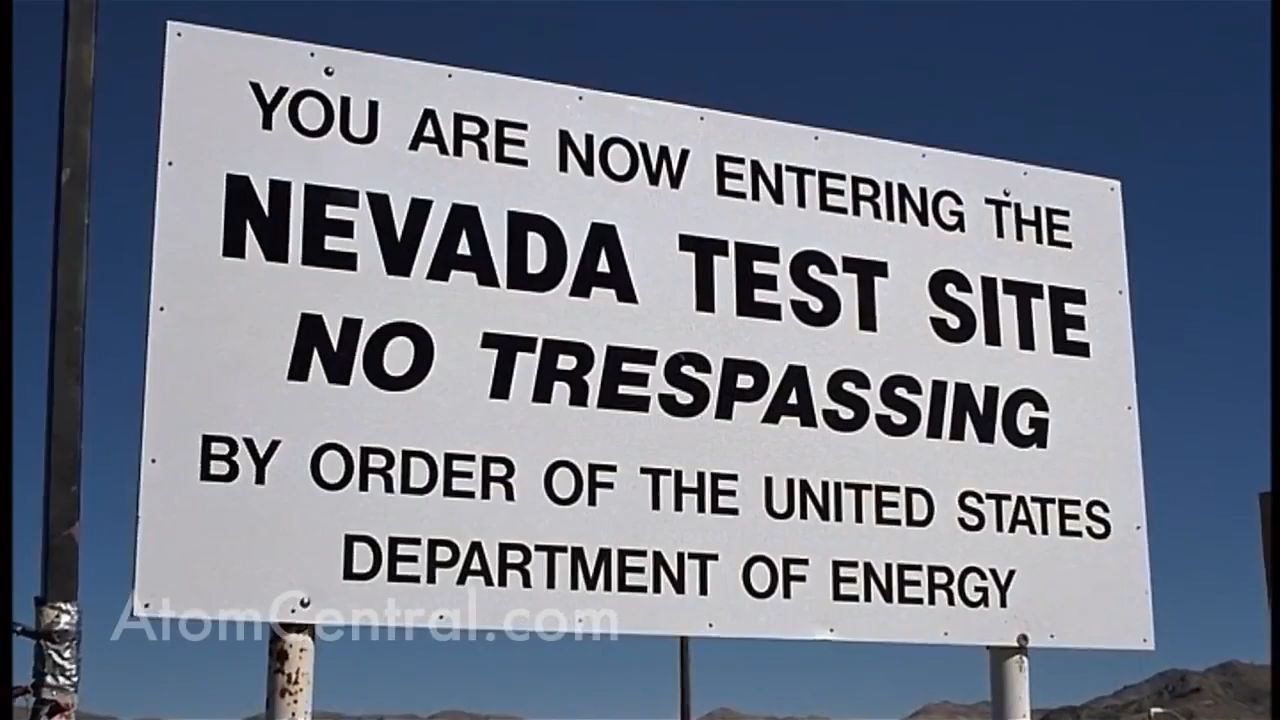 YOU ARE NOW ENTERING THE
NEVADA TEST SITE
NO TRESPASSING
BY ORDER OF THE UNITED STATES
DEPARTMENT OF ENERGY
AtomCentral.com